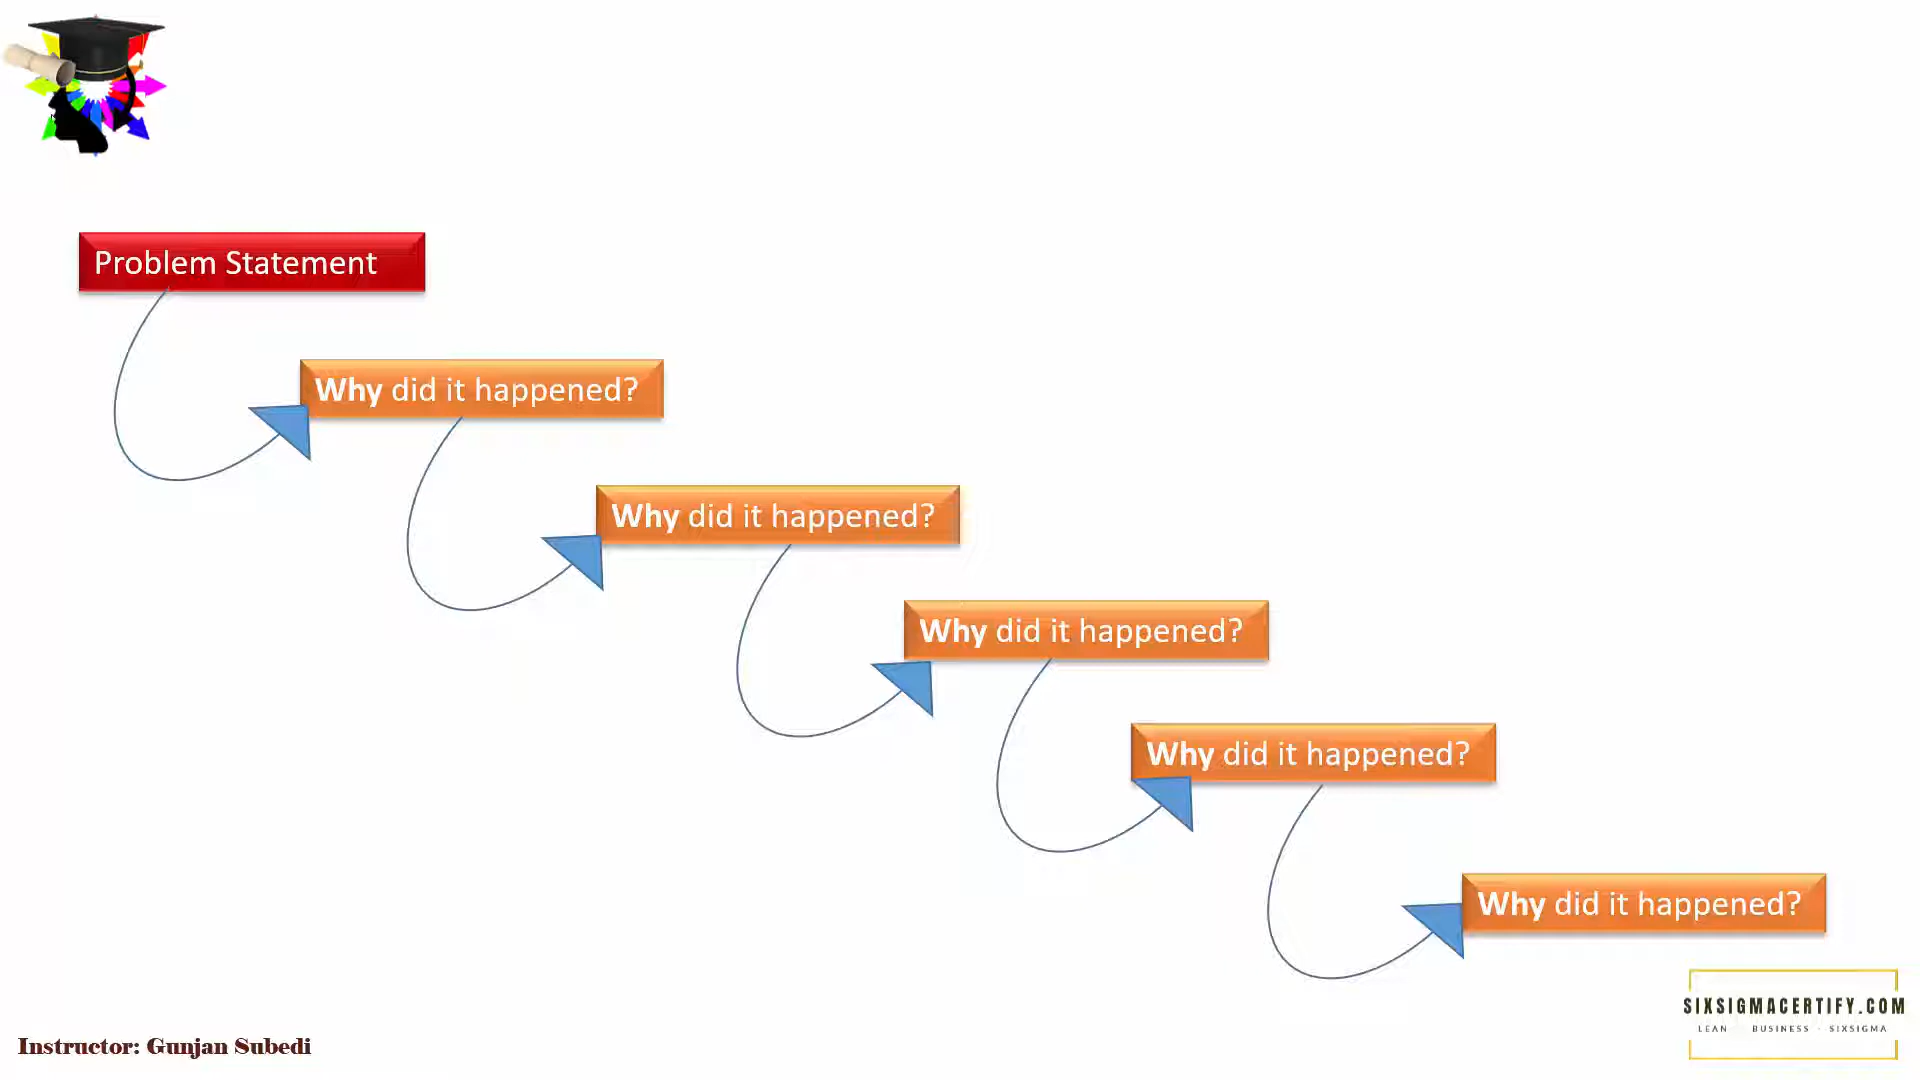 Problem Statement
Why did it happened?
Why did it happened?
Why did it happened?
Why did it happened?
Why did it happened?
SIXSIGMACERTIFY.COM
LEAN · BUSINESS · SIXSIGMA
Instructor: Gunjan Subedi